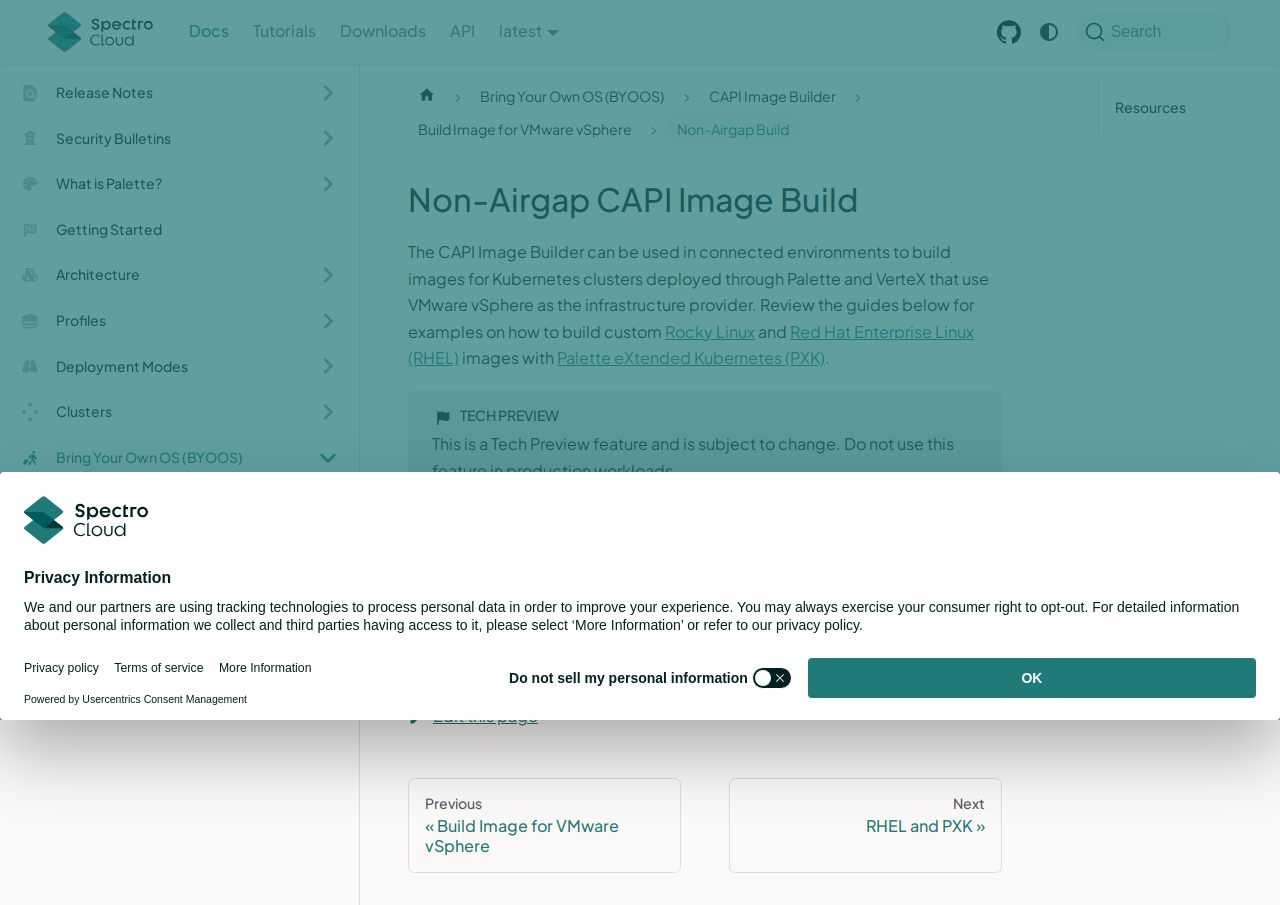 Spectro Cloud
Docs
Tutorials
Downloads
API
latest
Search
Release Notes
Security Bulletins
What is Palette?
Getting Started
Architecture
Profiles
Deployment Modes
Clusters
Bring Your Own OS (BYOOS)
Bring Your Own OS (BYOOS)
CAPI Image Builder
Build Image for VMware vSphere
Non-Airgap Build
Resources
Non-Airgap CAPI Image Build
The CAPI Image Builder can be used in connected environments to build
images for Kubernetes clusters deployed through Palette and VerteX that use
VMware vSphere as the infrastructure provider. Review the guides below for
examples on how to build custom Rocky Linux and Red Hat Enterprise Linux
(RHEL) images with Palette eXtended Kubernetes (PXK).
TECH PREVIEW
This is a Tech Preview feature and is subject to change. Do not use this
feature in production workloads.
Spectro Cloud
Privacy Information
We and our partners are using tracking technologies to process personal data in order to improve your experience. You may always exercise your consumer right to opt-out. For detailed information
about personal information we collect and third parties having access to it, please select ‘More Information’ or refer to our privacy policy.
Privacy policy
Terms of service
More Information
Powered by Usercentrics Consent Management
Do not sell my personal information
OK
Edit this page
Previous
« Build Image for VMware
vSphere
Next
RHEL and PXK »